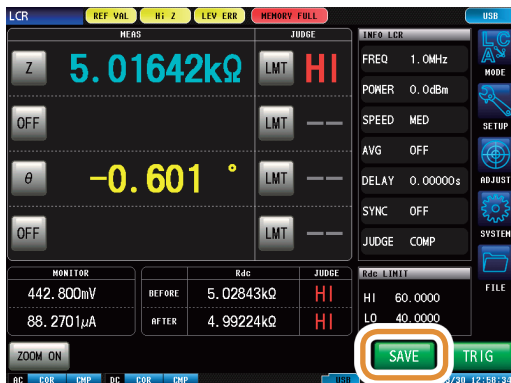 LCR REF VAL Hi Z LEV ERR MEMORY FULL USB
MEAS JUDGE INFO LCR
Z 5.01642kΩ LMT HI FREQ 1.0MHz MODE
POWER 0.0dBm
OFF LMT -- SPEED MED SETUP
AVG OFF
θ -0.601 ° LMT -- DELAY 0.00000s ADJUST
SYNC OFF
OFF LMT -- JUDGE COMP SYSTEM
MONITOR Rdc JUDGE Rdc LIMIT
442.800mV BEFORE 5.02843kΩ HI HI 60.0000 FILE
88.2701μA AFTER 4.99224kΩ HI LO 40.0000
ZOOM ON SAVE TRIG
AC COR CMP DC COR CMP USB /30 12:58:34